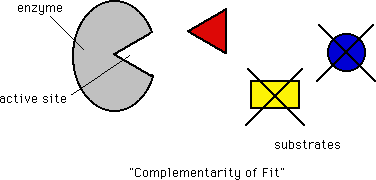 enzyme
active site
substrates
"Complementarity of Fit"